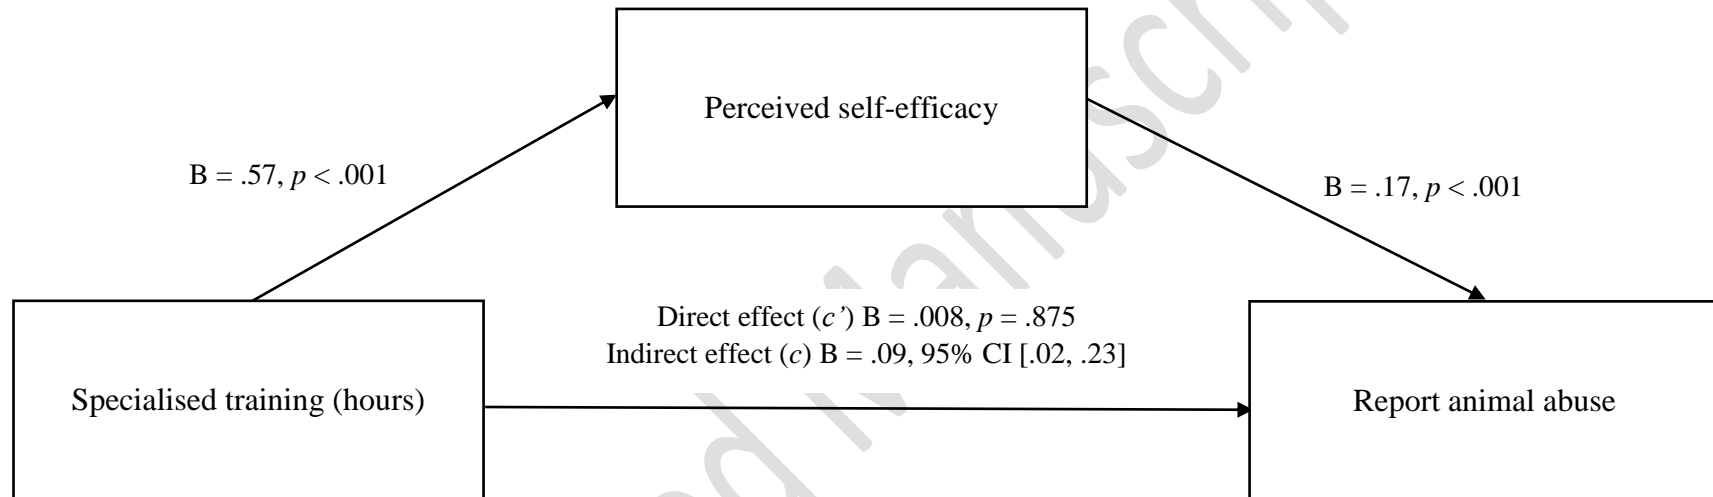 Perceived self-efficacy
B = .57, p < .001
B = .17, p < .001
Direct effect (c’) B = .008, p = .875
Indirect effect (c) B = .09, 95% CI [.02, .23]
Specialised training (hours)
Report animal abuse